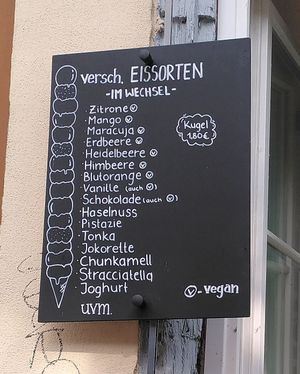 versch. EISSORTEN
-IM WECHSEL-
·Zitrone Ⓥ
·Mango Ⓥ
·Maracuja Ⓥ
·Erdbeere Ⓥ
·Heidelbeere Ⓥ
·Himbeere Ⓥ
·Blutorange Ⓥ
·Vanille (auch Ⓥ)
·Schokolade (auch Ⓥ)
·Haselnuss
·Pistazie
·Tonka
·Jokorette
·Chunkamell
·Stracciatella
·Joghurt
uvm.
Kugel
1,80€
Ⓥ-vegan